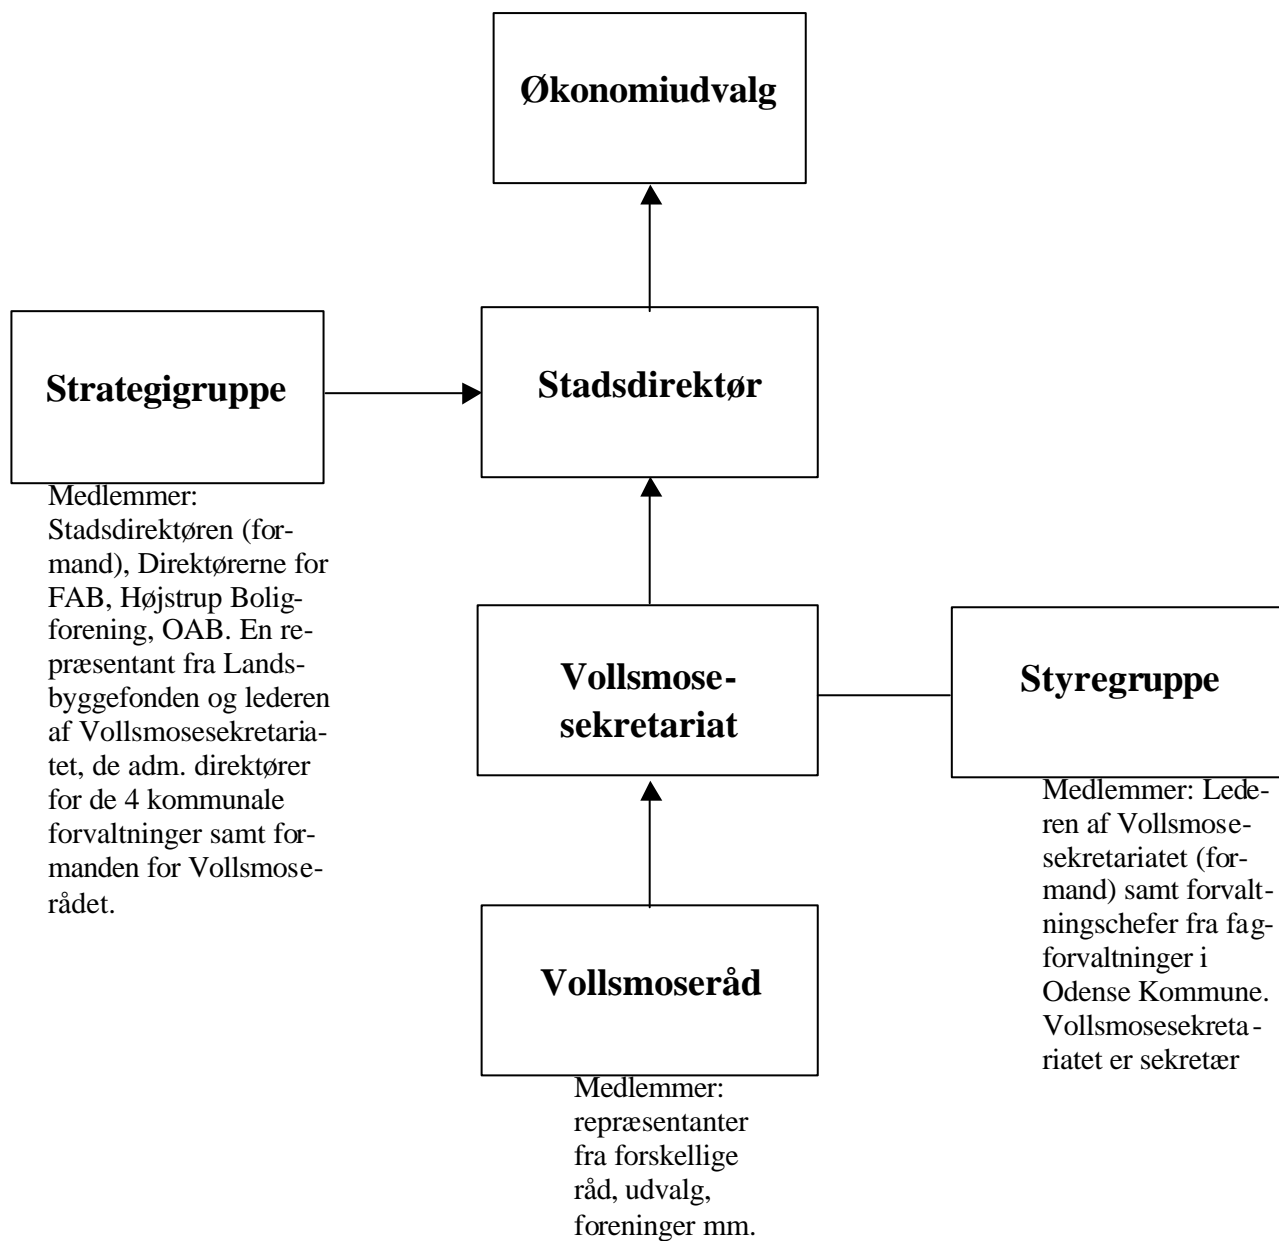 Økonomiudvalg
Strategigruppe
Stadsdirektør
Medlemmer:
Stadsdirektøren (for-
mand), Direktørerne for
FAB, Højstrup Bolig-
forening, OAB. En re-
præsentant fra Lands-
byggefonden og lederen
af Vollsmosesekretaria-
tet, de adm. direktører
for de 4 kommunale
forvaltninger samt for-
manden for Vollsmose-
rådet.
Vollsmose-
sekretariat
Styregruppe
Medlemmer: Lede-
ren af Vollsmose-
sekretariatet (for-
mand) samt forvalt-
ningschefer fra fag-
forvaltninger i
Odense Kommune.
Vollsmosesekreta-
riatet er sekretær
Vollsmoseråd
Medlemmer:
repræsentanter
fra forskellige
råd, udvalg,
foreninger mm.